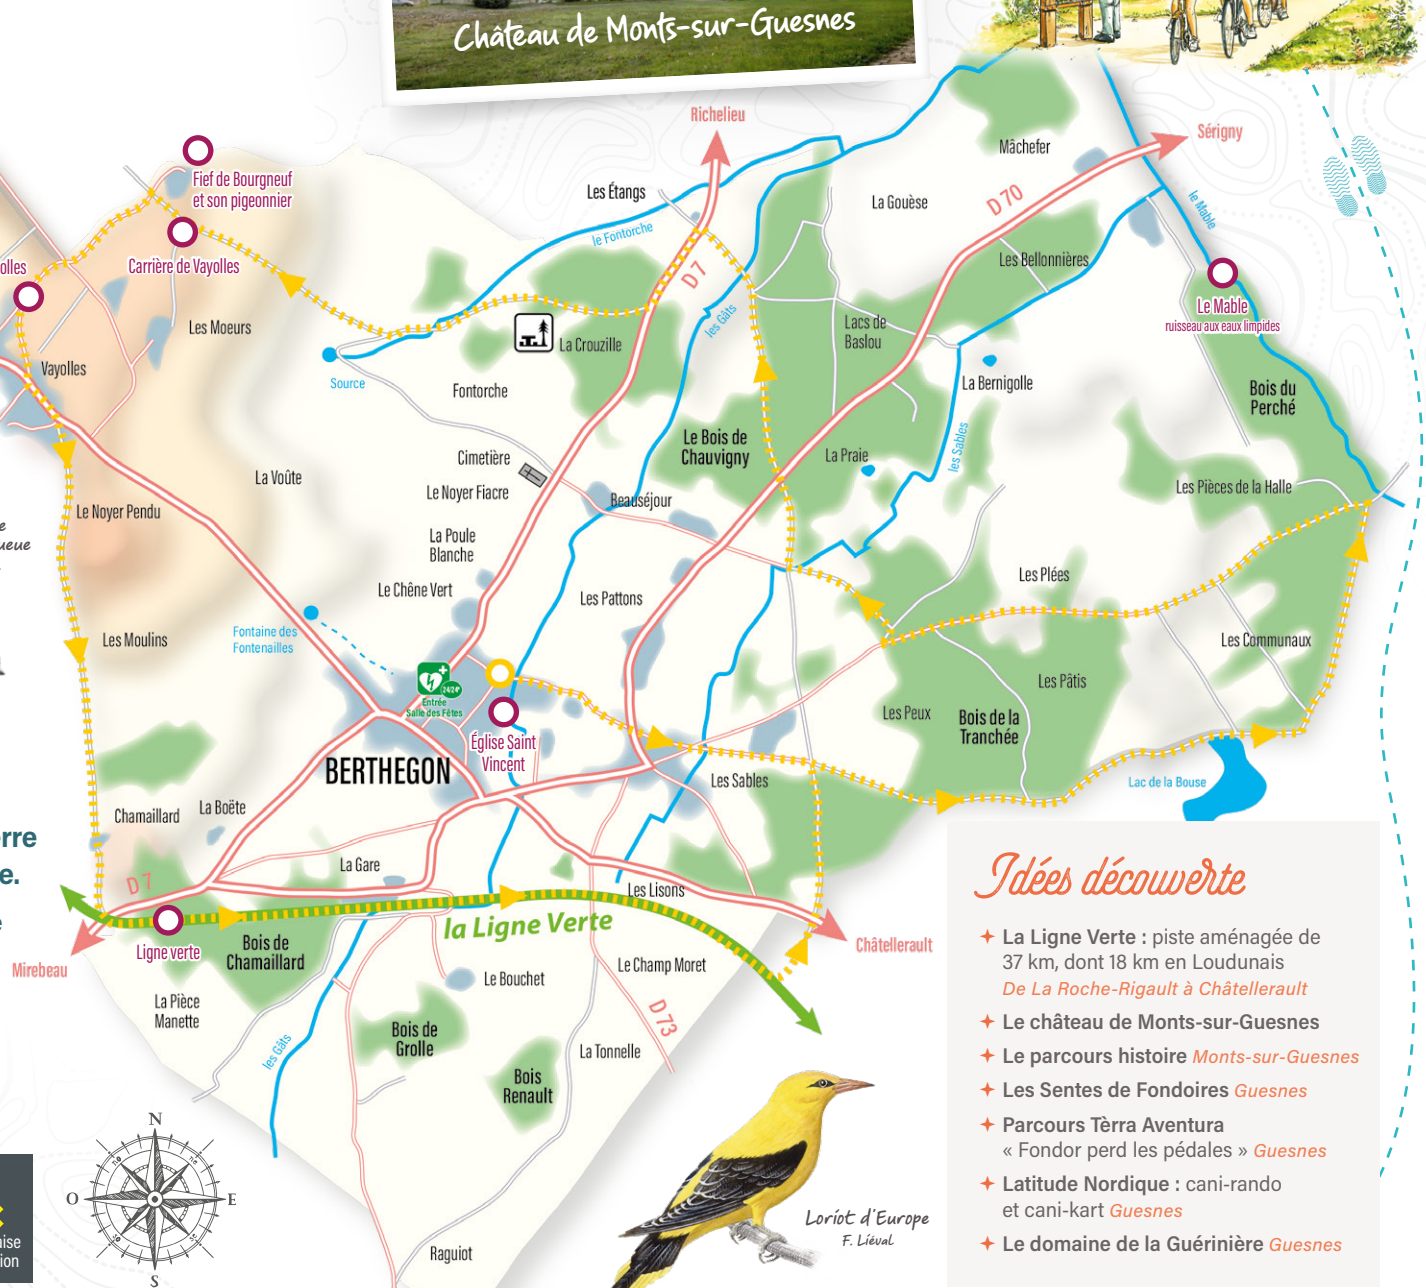 Château de Monts-sur-Guesnes
Richelieu
Sérigny
Mâchefer
Fief de Bourgneuf
et son pigeonnier
Les Étangs
La Gouèse
D 70
le Mable
le Fontorche
Carrière de Vayolles
olles
D 7
Les Bellonnières
Le Mable
ruisseau aux eaux limpides
Les Moeurs
les Gâts
Lacs de
Baslou
La Crouzille
Vayolles
Source
Fontorche
La Bernigolle
Bois du
Perché
Le Bois de
Chauvigny
les Sables
La Praie
Cimetière
La Voûte
Le Noyer Fiacre
Beauséjour
Les Pièces de la Halle
Le Noyer Pendu
e
ueue
La Poule
Blanche
Le Chêne Vert
Les Pattons
Les Plées
Fontaine des
Fontenailles
Les Moulins
Les Communaux
24/24
Entrée
Salle des Fêtes
Les Pâtis
Les Peux
Bois de la
Tranchée
Église Saint
Vincent
BERTHEGON
Les Sables
Lac de la Bouse
Chamaillard
La Boëte
erre
e.
e
La Gare
D 7
Les Lisons
la Ligne Verte
Châtellerault
Ligne verte
Mirebeau
Bois de
Chamaillard
Le Champ Moret
Le Bouchet
La Pièce
Manette
D 73
Bois de
Grolle
les Gâts
La Tonnelle
Bois
Renault
Raguiot
N
O
E
S
aise
tion
Loriot d'Europe
F. Liéval
Idées découverte
La Ligne Verte : piste aménagée de
37 km, dont 18 km en Loudunais
De La Roche-Rigault à Châtellerault
Le château de Monts-sur-Guesnes
Le parcours histoire Monts-sur-Guesnes
Les Sentes de Fondoires Guesnes
Parcours Tèrra Aventura
« Fondor perd les pédales » Guesnes
Latitude Nordique : cani-rando
et cani-kart Guesnes
Le domaine de la Guérinière Guesnes